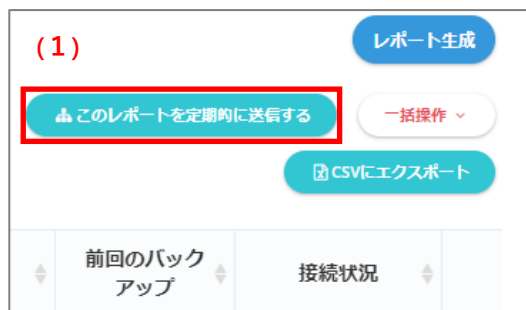 (1)
レポート生成
このレポートを定期的に送信する
一括操作
CSVにエクスポート
前回のバック
アップ
接続状況